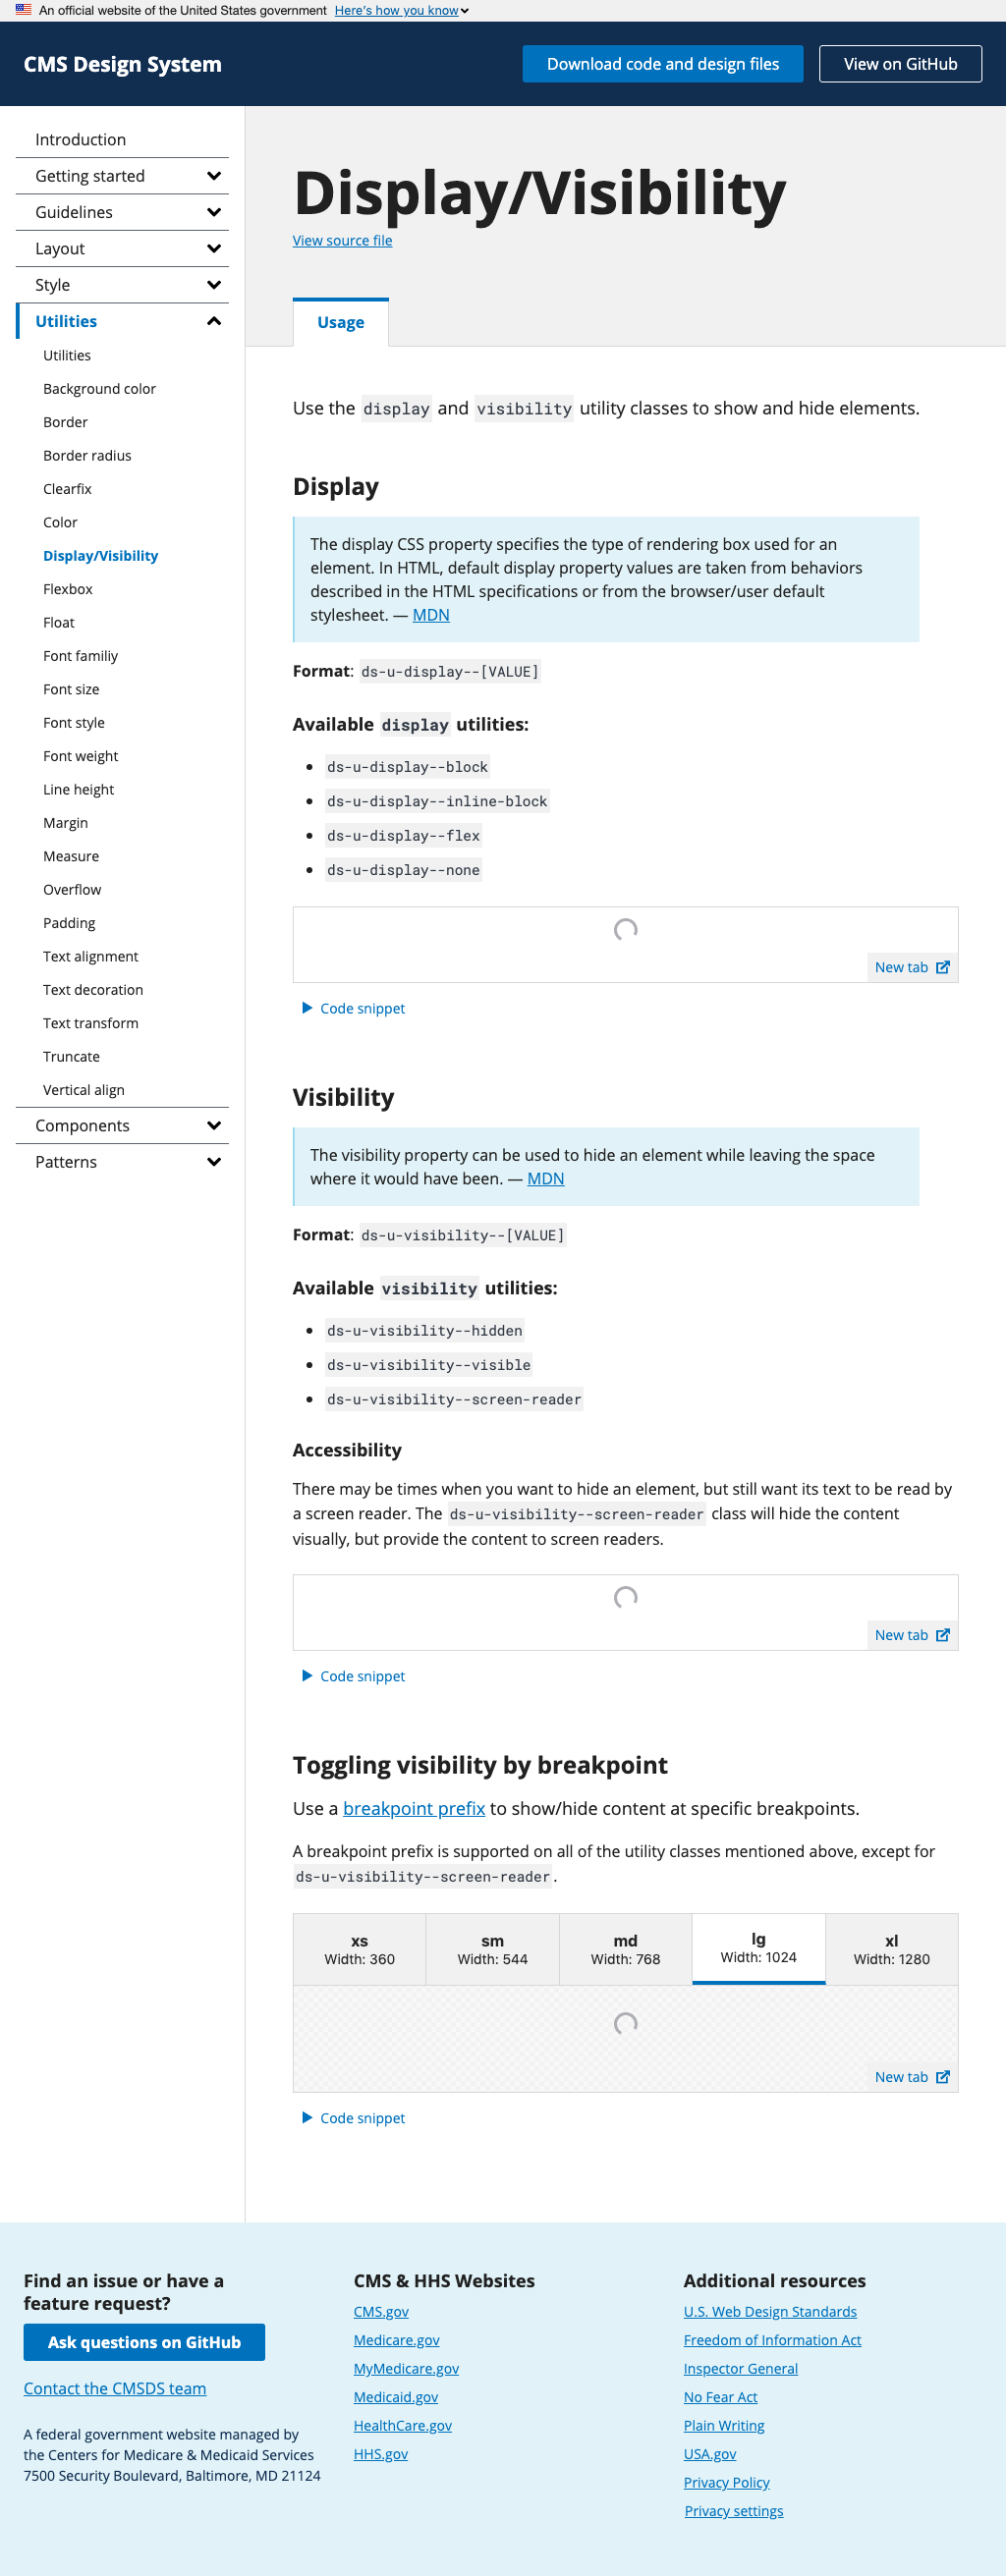 An official website of the United States government Here's how you know
CMS Design System
Download code and design files
View on GitHub
Introduction
Getting started
Guidelines
Layout
Style
Utilities
Utilities
Background color
Border
Border radius
Clearfix
Color
Display/Visibility
Flexbox
Float
Font familiy
Font size
Font style
Font weight
Line height
Margin
Measure
Overflow
Padding
Text alignment
Text decoration
Text transform
Truncate
Vertical align
Components
Patterns
Display/Visibility
View source file
Usage
Use the display and visibility utility classes to show and hide elements.
Display
The display CSS property specifies the type of rendering box used for an
element. In HTML, default display property values are taken from behaviors
described in the HTML specifications or from the browser/user default
stylesheet. — MDN
Format: ds-u-display--[VALUE]
Available display utilities:
ds-u-display--block
ds-u-display--inline-block
ds-u-display--flex
ds-u-display--none
New tab
Code snippet
Visibility
The visibility property can be used to hide an element while leaving the space
where it would have been. — MDN
Format: ds-u-visibility--[VALUE]
Available visibility utilities:
ds-u-visibility--hidden
ds-u-visibility--visible
ds-u-visibility--screen-reader
Accessibility
There may be times when you want to hide an element, but still want its text to be read by
a screen reader. The ds-u-visibility--screen-reader class will hide the content
visually, but provide the content to screen readers.
New tab
Code snippet
Toggling visibility by breakpoint
Use a breakpoint prefix to show/hide content at specific breakpoints.
A breakpoint prefix is supported on all of the utility classes mentioned above, except for
ds-u-visibility--screen-reader.
xs
Width: 360
sm
Width: 544
md
Width: 768
lg
Width: 1024
xl
Width: 1280
New tab
Code snippet
Find an issue or have a
feature request?
Ask questions on GitHub
Contact the CMSDS team
A federal government website managed by
the Centers for Medicare & Medicaid Services
7500 Security Boulevard, Baltimore, MD 21124
CMS & HHS Websites
CMS.gov
Medicare.gov
MyMedicare.gov
Medicaid.gov
HealthCare.gov
HHS.gov
Additional resources
U.S. Web Design Standards
Freedom of Information Act
Inspector General
No Fear Act
Plain Writing
USA.gov
Privacy Policy
Privacy settings